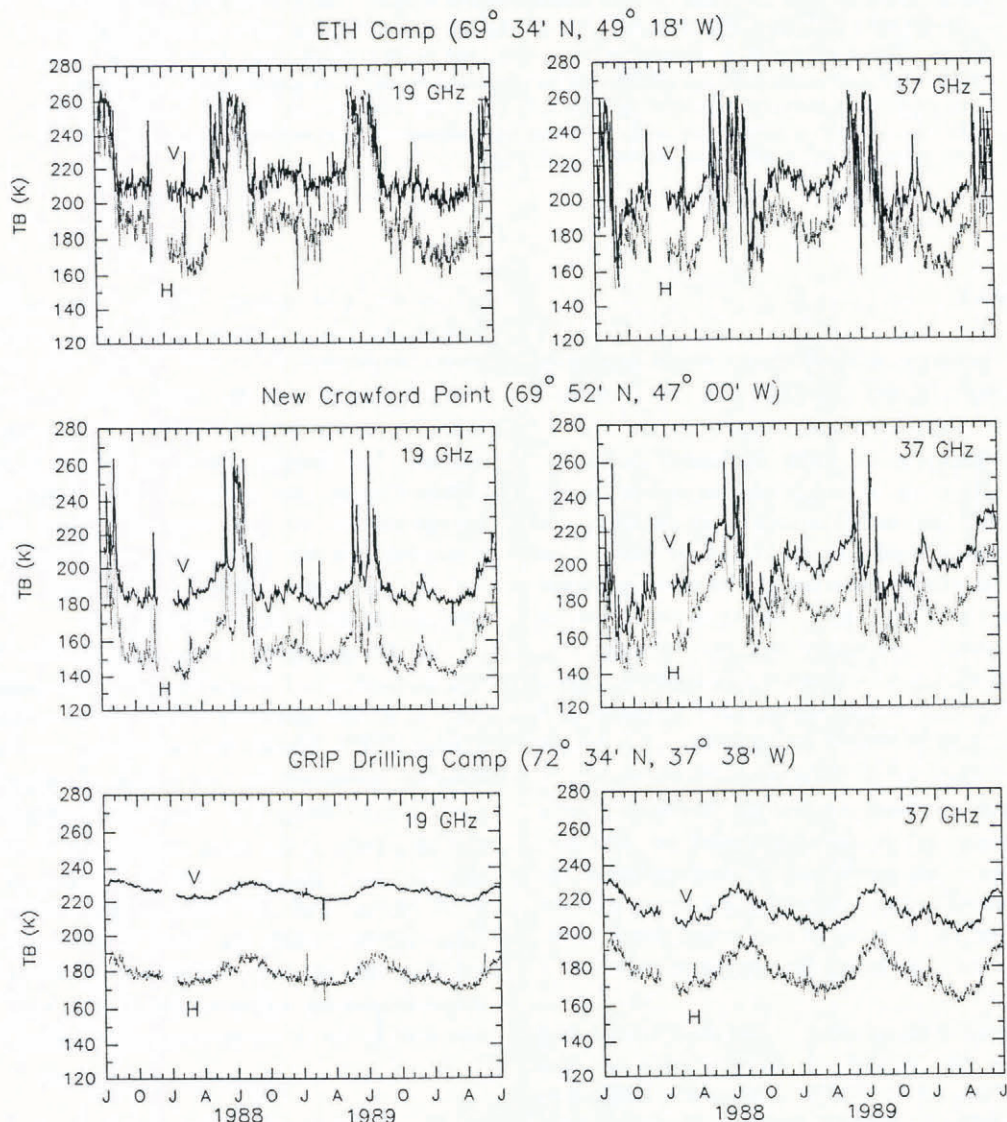 ETH Camp (69° 34' N, 49° 18' W)
280
260
240
220
200
180
160
140
120
TB (K)
19 GHz
V
H
280
260
240
220
200
180
160
140
120
37 GHz
V
H
New Crawford Point (69° 52' N, 47° 00' W)
280
260
240
220
200
180
160
140
120
TB (K)
19 GHz
V
H
280
260
240
220
200
180
160
140
120
37 GHz
V
H
GRIP Drilling Camp (72° 34' N, 37° 38' W)
280
260
240
220
200
180
160
140
120
TB (K)
19 GHz
V
H
J O J A J O J A J O J A J
1988 1989
280
260
240
220
200
180
160
140
120
37 GHz
V
H
J O J A J O J A J O J A J
1988 1989